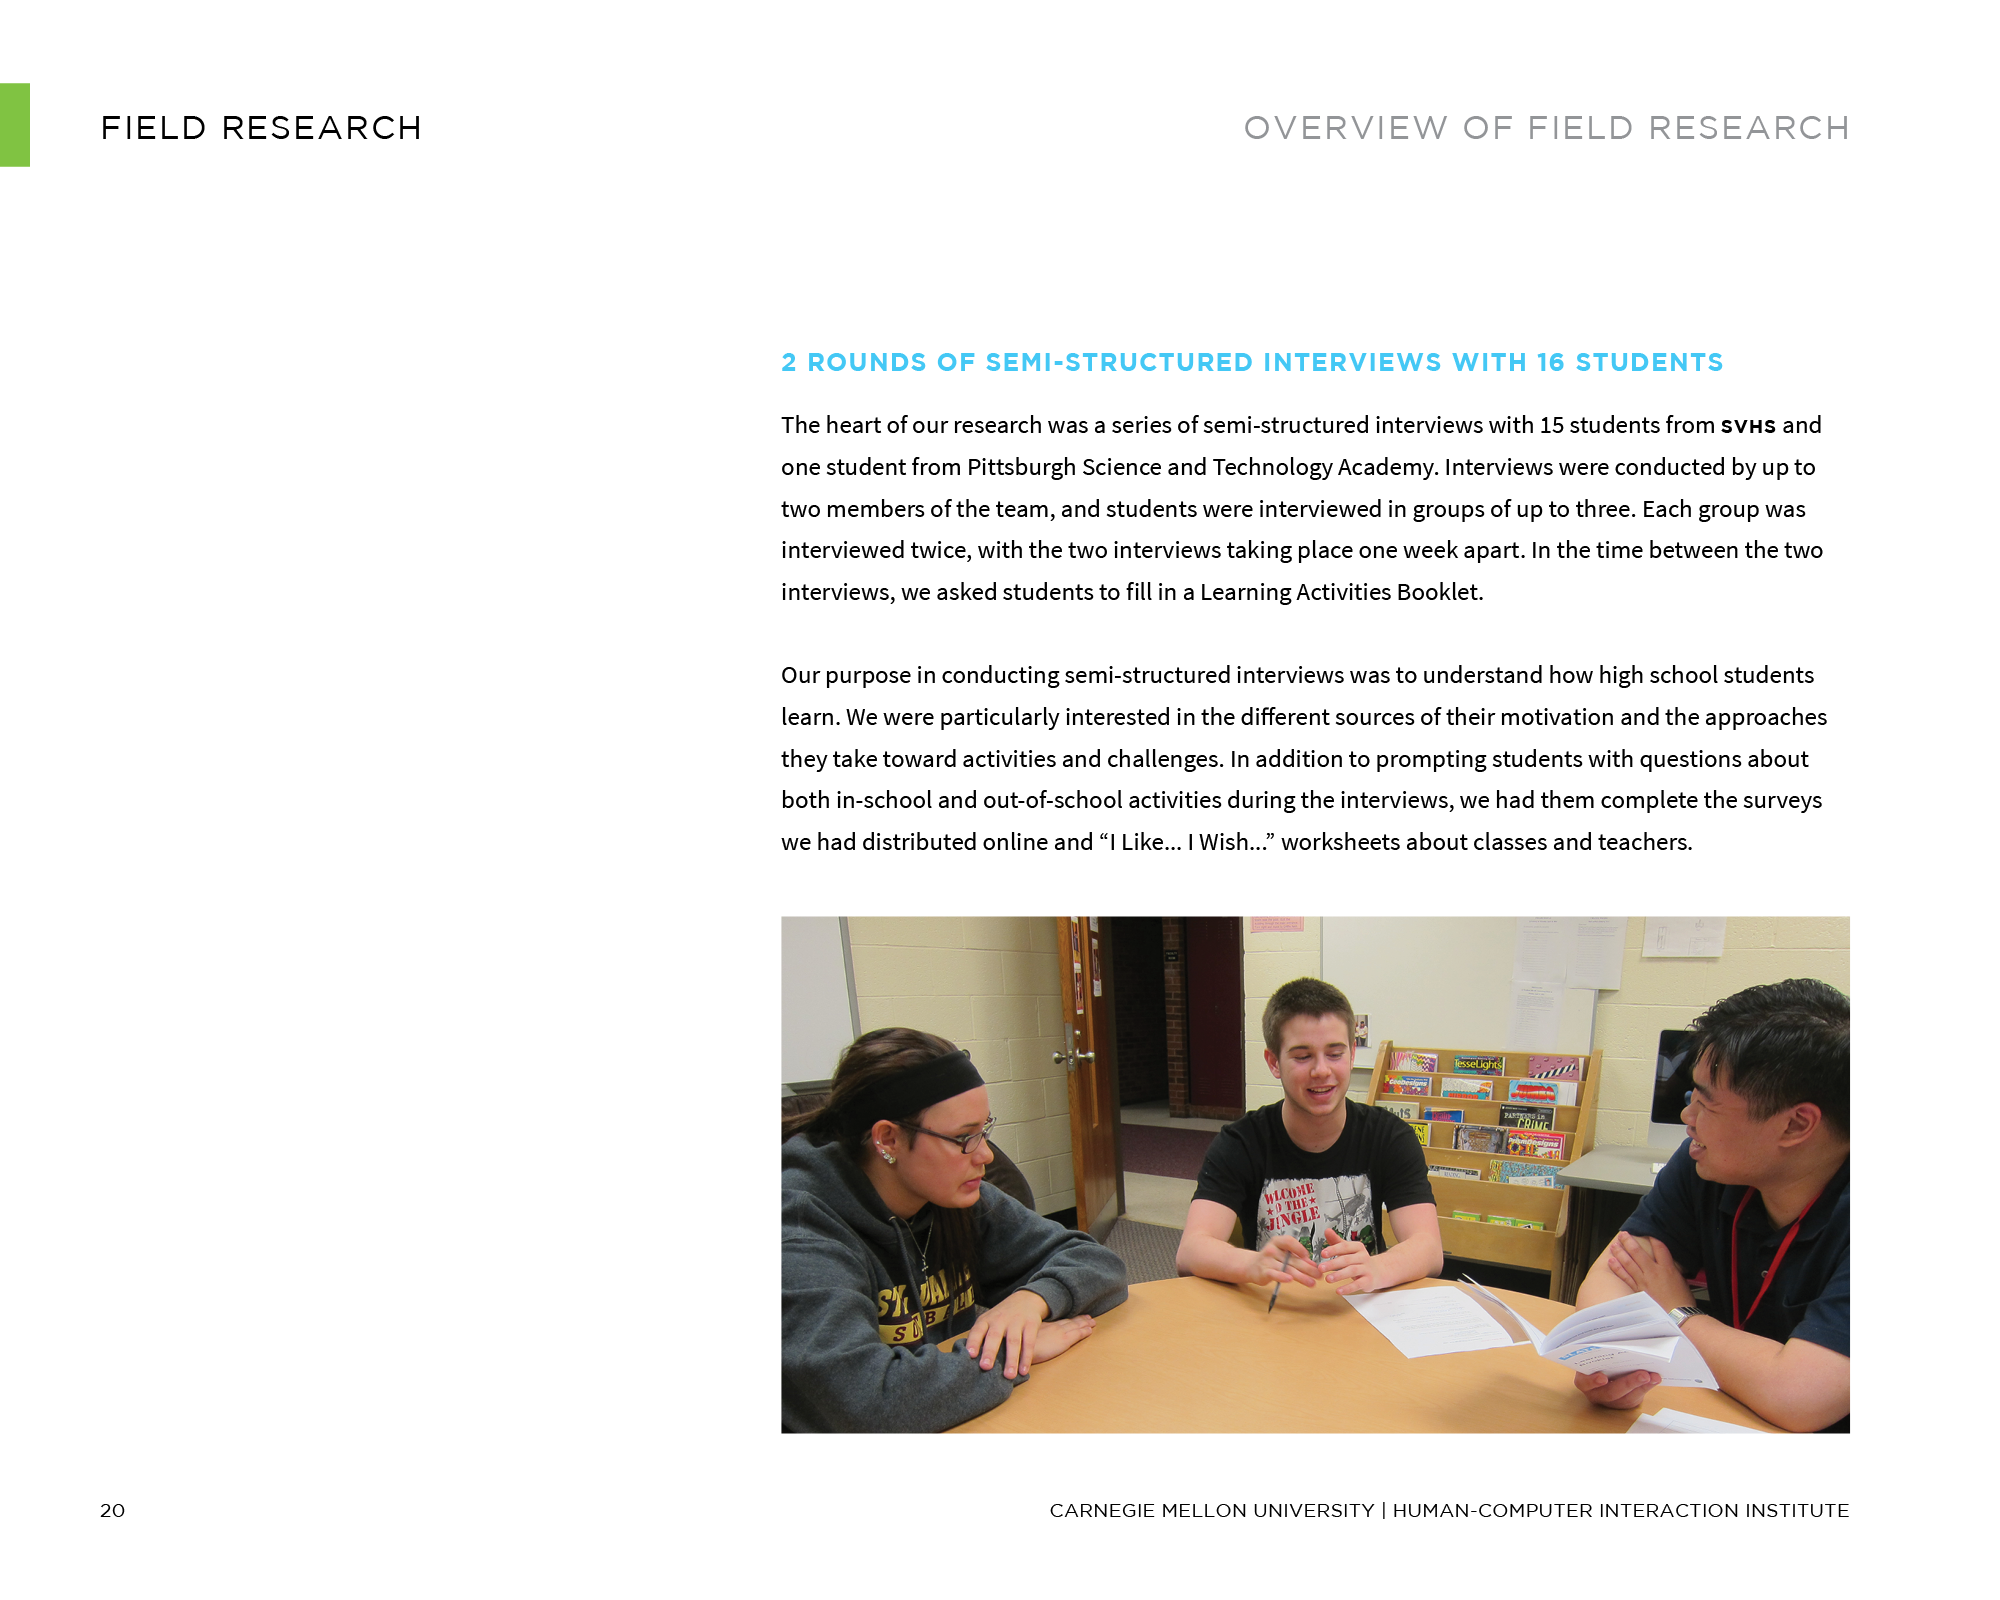 FIELD RESEARCH
OVERVIEW OF FIELD RESEARCH
2 ROUNDS OF SEMI-STRUCTURED INTERVIEWS WITH 16 STUDENTS
The heart of our research was a series of semi-structured interviews with 15 students from SVHS and
one student from Pittsburgh Science and Technology Academy. Interviews were conducted by up to
two members of the team, and students were interviewed in groups of up to three. Each group was
interviewed twice, with the two interviews taking place one week apart. In the time between the two
interviews, we asked students to fill in a Learning Activities Booklet.
Our purpose in conducting semi-structured interviews was to understand how high school students
learn. We were particularly interested in the different sources of their motivation and the approaches
they take toward activities and challenges. In addition to prompting students with questions about
both in-school and out-of-school activities during the interviews, we had them complete the surveys
we had distributed online and “I Like... I Wish...” worksheets about classes and teachers.
TesseLights
GeoDesigns
PARTNERS in
CRIME
PrismDesigns
WLCOME
O THE
JUNGLE
20
CARNEGIE MELLON UNIVERSITY | HUMAN-COMPUTER INTERACTION INSTITUTE